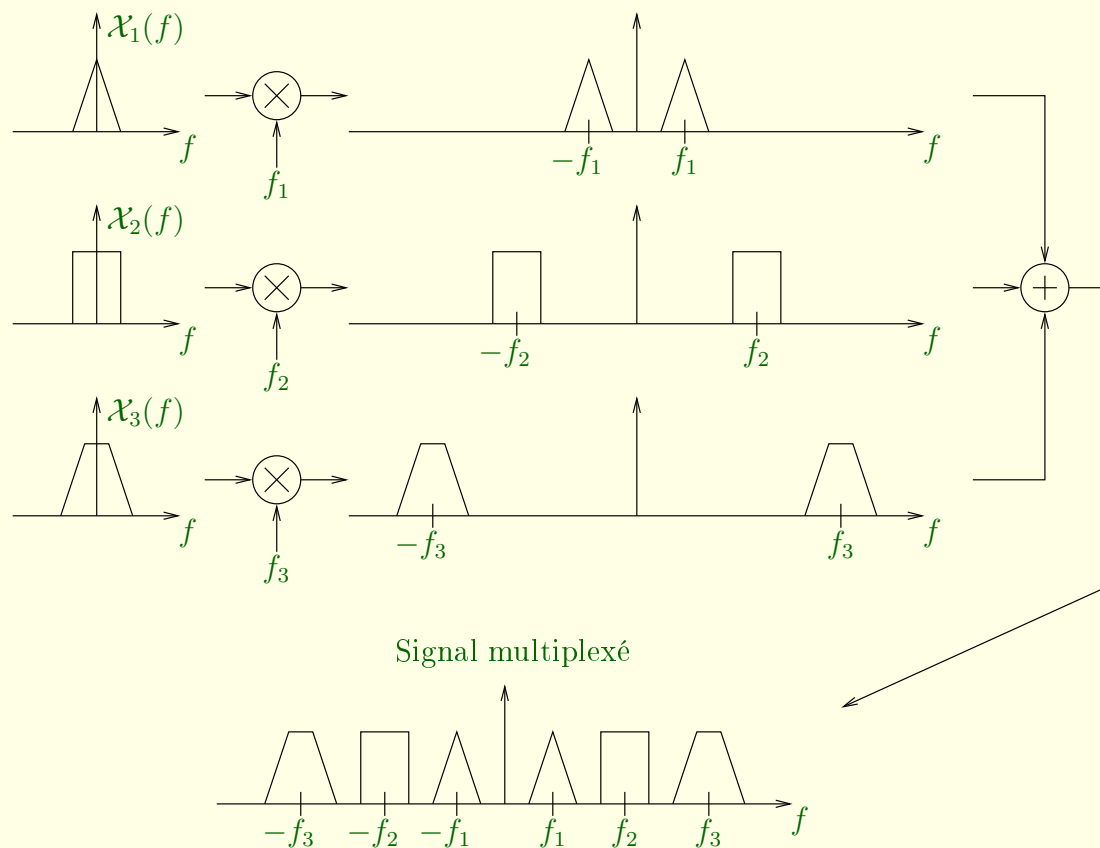 𝒳₁(f)
f
f₁
−f₁
f₁
f
𝒳₂(f)
f
f₂
−f₂
f₂
f
𝒳₃(f)
f
f₃
−f₃
f₃
f
Signal multiplexé
−f₃ −f₂ −f₁ f₁ f₂ f₃ f